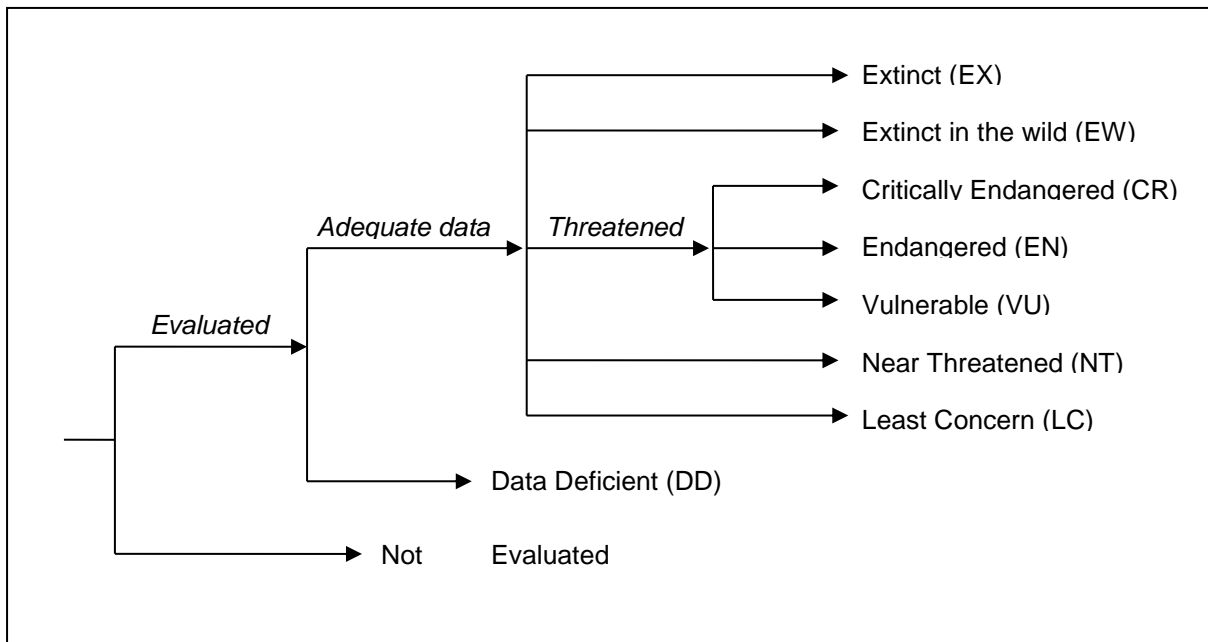 Extinct (EX)
Extinct in the wild (EW)
Critically Endangered (CR)
Adequate data
Threatened
Endangered (EN)
Vulnerable (VU)
Evaluated
Near Threatened (NT)
Least Concern (LC)
Data Deficient (DD)
Not Evaluated